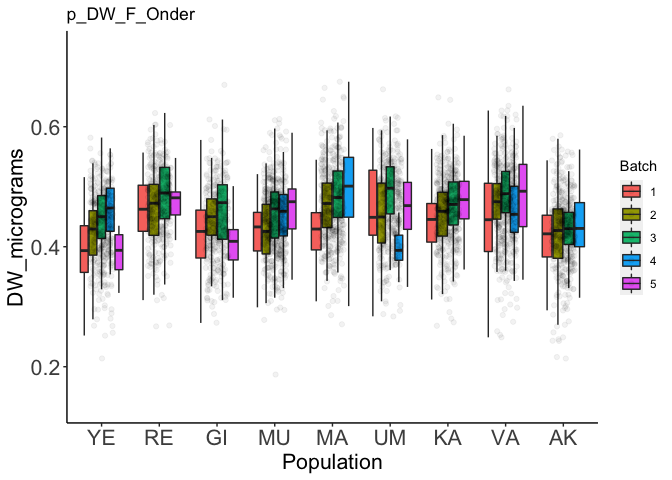 p_DW_F_Onder
DW_micrograms
0.6
0.4
0.2
YE RE GI MU MA UM KA VA AK
Population
Batch
1
2
3
4
5